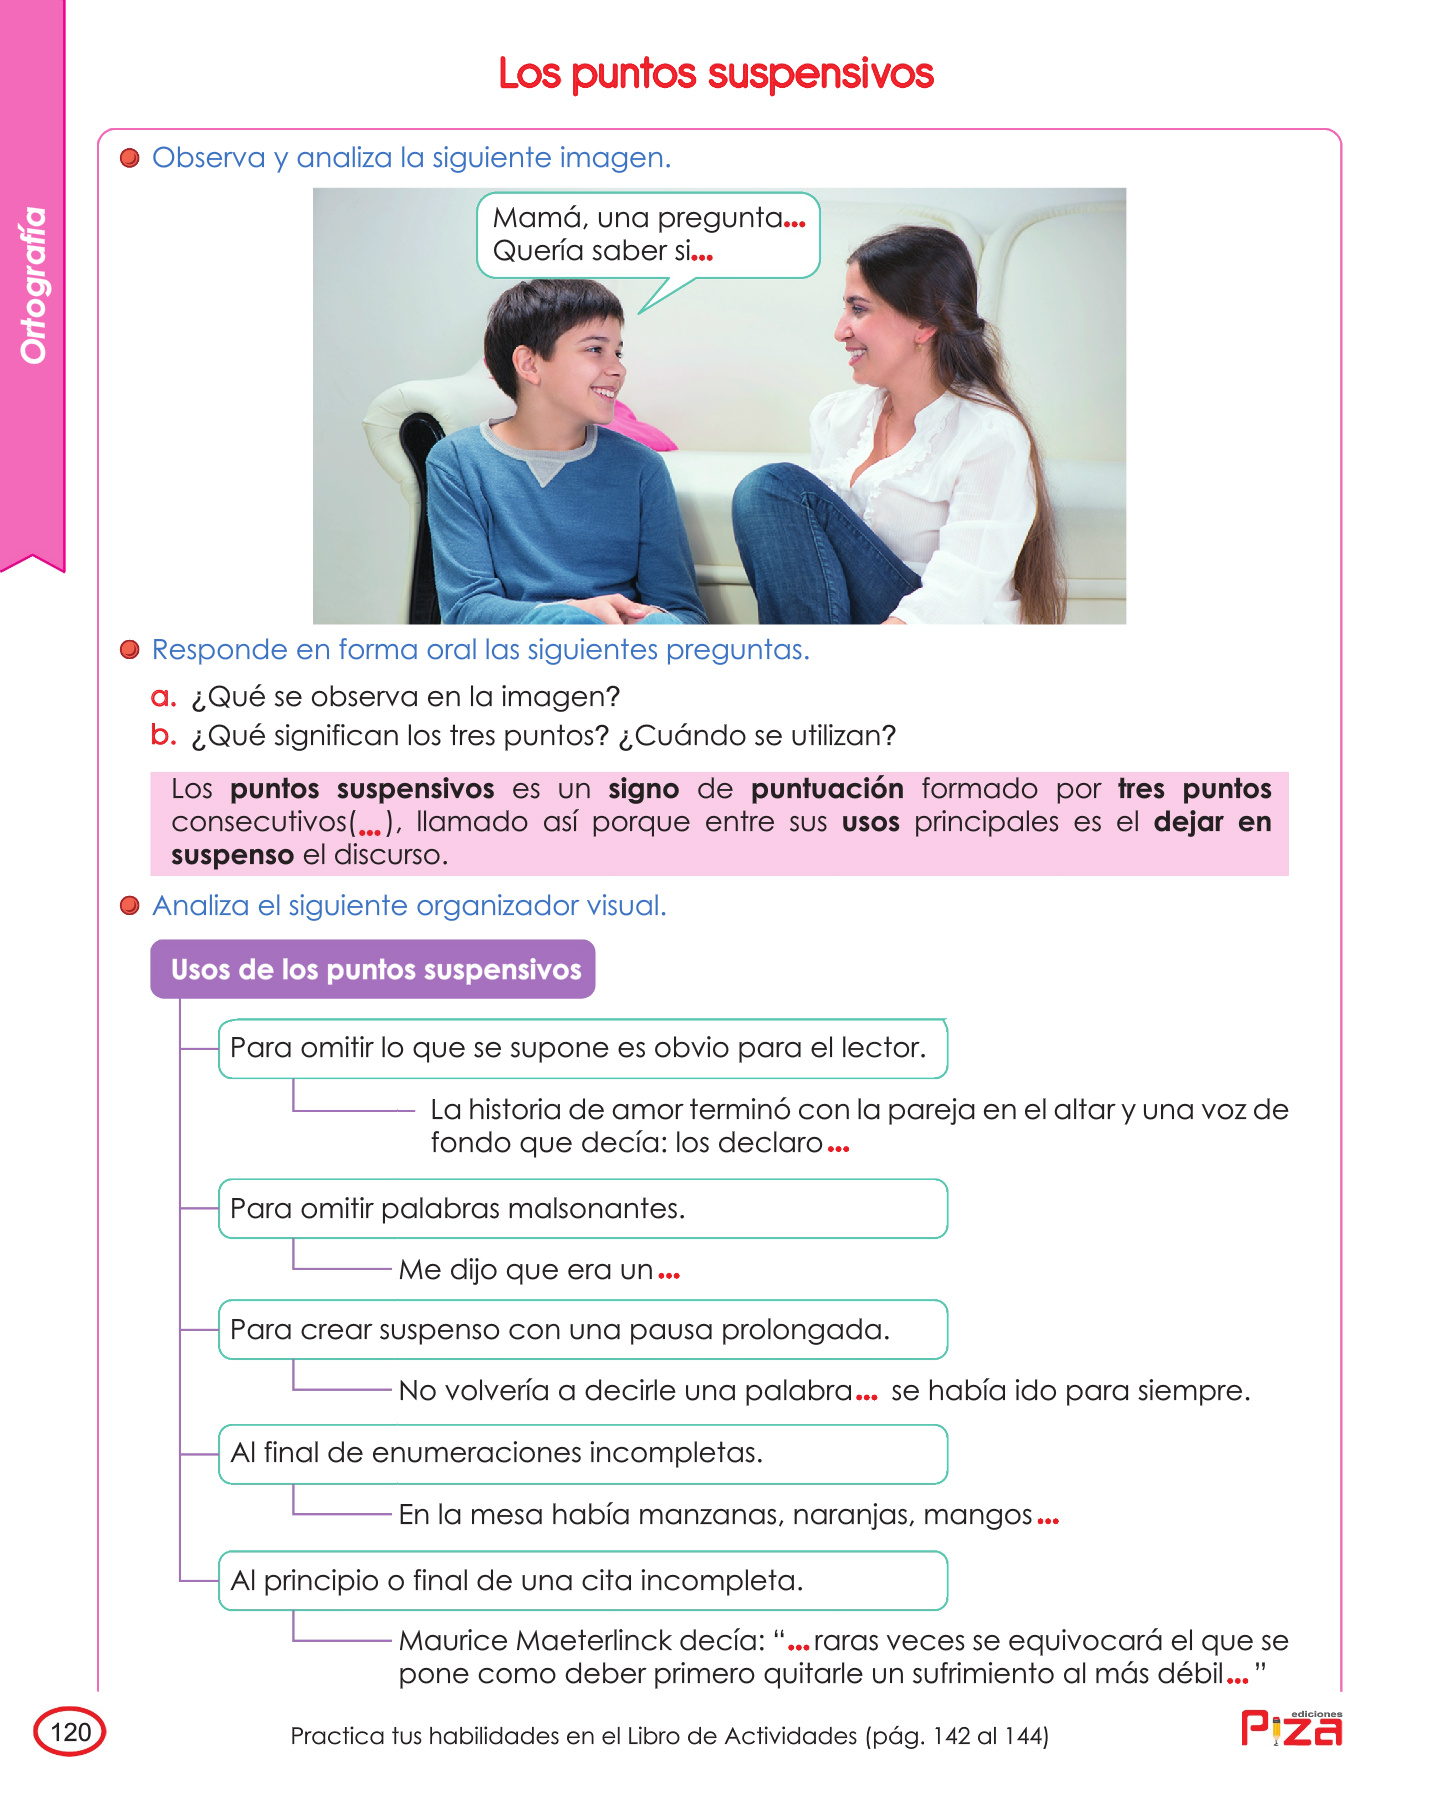 Los puntos suspensivos
Ortografía
Observa y analiza la siguiente imagen.
Mamá, una pregunta...
Quería saber si...
Responde en forma oral las siguientes preguntas.
a. ¿Qué se observa en la imagen?
b. ¿Qué significan los tres puntos? ¿Cuándo se utilizan?
Los puntos suspensivos es un signo de puntuación formado por tres puntos
consecutivos(...), llamado así porque entre sus usos principales es el dejar en
suspenso el discurso.
Analiza el siguiente organizador visual.
Usos de los puntos suspensivos
Para omitir lo que se supone es obvio para el lector.
La historia de amor terminó con la pareja en el altar y una voz de
fondo que decía: los declaro...
Para omitir palabras malsonantes.
Me dijo que era un...
Para crear suspenso con una pausa prolongada.
No volvería a decirle una palabra... se había ido para siempre.
Al final de enumeraciones incompletas.
En la mesa había manzanas, naranjas, mangos...
Al principio o final de una cita incompleta.
Maurice Maeterlinck decía: “...raras veces se equivocará el que se
pone como deber primero quitarle un sufrimiento al más débil...”
120
Practica tus habilidades en el Libro de Actividades (pág. 142 al 144)
ediciones
Piza